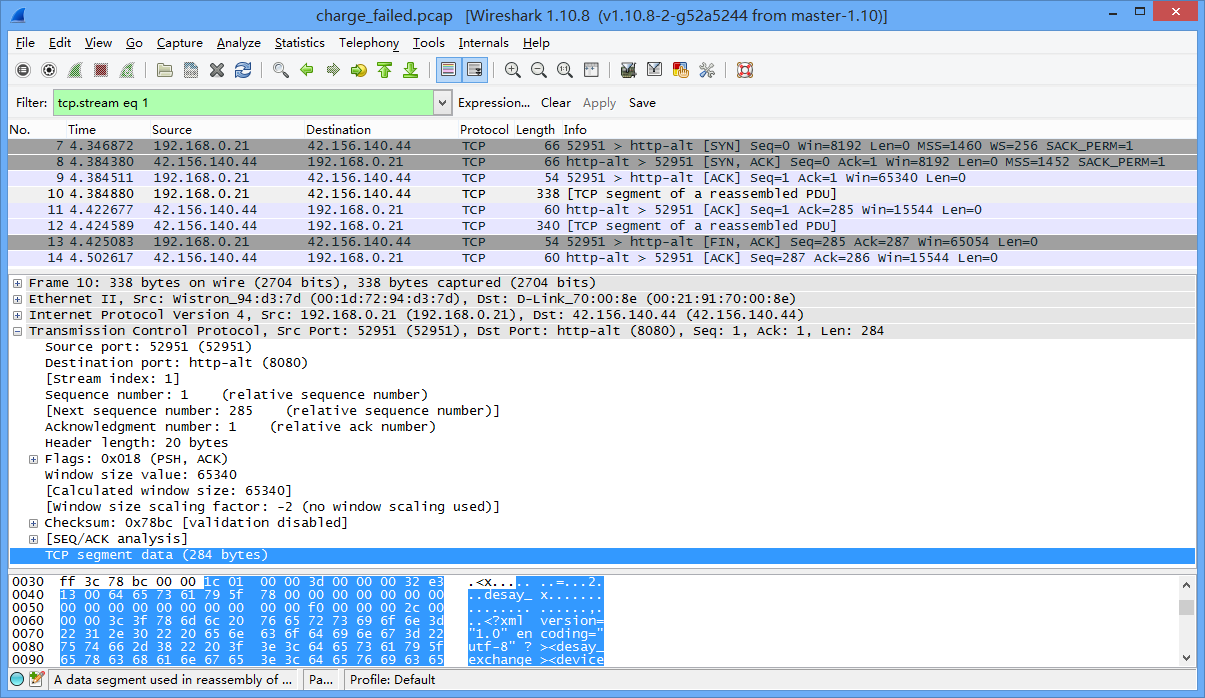 charge_failed.pcap [Wireshark 1.10.8 (v1.10.8-2-g52a5244 from master-1.10)]
File Edit View Go Capture Analyze Statistics Telephony Tools Internals Help
Filter: tcp.stream eq 1 Expression... Clear Apply Save
No. Time Source Destination Protocol Length Info
7 4.346872 192.168.0.21 42.156.140.44 TCP 66 52951 > http-alt [SYN] Seq=0 Win=8192 Len=0 MSS=1460 WS=256 SACK_PERM=1
8 4.384380 42.156.140.44 192.168.0.21 TCP 66 http-alt > 52951 [SYN, ACK] Seq=0 Ack=1 Win=8192 Len=0 MSS=1452 SACK_PERM=1
9 4.384511 192.168.0.21 42.156.140.44 TCP 54 52951 > http-alt [ACK] Seq=1 Ack=1 Win=65340 Len=0
10 4.384880 192.168.0.21 42.156.140.44 TCP 338 [TCP segment of a reassembled PDU]
11 4.422677 42.156.140.44 192.168.0.21 TCP 60 http-alt > 52951 [ACK] Seq=1 Ack=285 Win=15544 Len=0
12 4.424589 42.156.140.44 192.168.0.21 TCP 340 [TCP segment of a reassembled PDU]
13 4.425083 192.168.0.21 42.156.140.44 TCP 54 52951 > http-alt [FIN, ACK] Seq=285 Ack=287 Win=65054 Len=0
14 4.502617 42.156.140.44 192.168.0.21 TCP 60 http-alt > 52951 [ACK] Seq=287 Ack=286 Win=15544 Len=0
Frame 10: 338 bytes on wire (2704 bits), 338 bytes captured (2704 bits)
Ethernet II, Src: Wistron_94:d3:7d (00:1d:72:94:d3:7d), Dst: D-Link_70:00:8e (00:21:91:70:00:8e)
Internet Protocol Version 4, Src: 192.168.0.21 (192.168.0.21), Dst: 42.156.140.44 (42.156.140.44)
Transmission Control Protocol, Src Port: 52951 (52951), Dst Port: http-alt (8080), Seq: 1, Ack: 1, Len: 284
Source port: 52951 (52951)
Destination port: http-alt (8080)
[Stream index: 1]
Sequence number: 1 (relative sequence number)
[Next sequence number: 285 (relative sequence number)]
Acknowledgment number: 1 (relative ack number)
Header length: 20 bytes
Flags: 0x018 (PSH, ACK)
Window size value: 65340
[Calculated window size: 65340]
[Window size scaling factor: -2 (no window scaling used)]
Checksum: 0x78bc [validation disabled]
[SEQ/ACK analysis]
TCP segment data (284 bytes)
0030 ff 3c 78 bc 00 00 1c 01 00 00 3d 00 00 00 32 e3 .<x..... ..=...2.
0040 13 00 64 65 73 61 79 5f 78 00 00 00 00 00 00 00 ..desay_ x.......
0050 00 00 00 00 00 00 00 00 00 f0 00 00 00 00 2c 00 ........ ......,.
0060 00 00 3c 3f 78 6d 6c 20 76 65 72 73 69 6f 6e 3d ..<?xml version=
0070 22 31 2e 30 22 20 65 6e 63 6f 64 69 6e 67 3d 22 "1.0" en coding="
0080 75 74 66 2d 38 22 20 3f 3e 3c 64 65 73 61 79 5f utf-8" ? ><desay_
0090 65 78 63 68 61 6e 67 65 3e 3c 64 65 76 69 63 65 exchange ><device
A data segment used in reassembly of ... Pa... Profile: Default